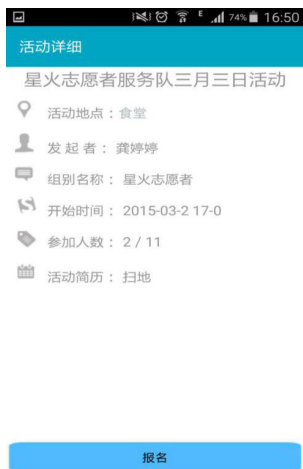 E 74% 16:50
活动详细
星火志愿者服务队三月三日活动
活动地点：食堂
发 起 者： 龚婷婷
组别名称： 星火志愿者
开始时间： 2015-03-2 17-0
参加人数： 2 / 11
活动简历： 扫地
报名